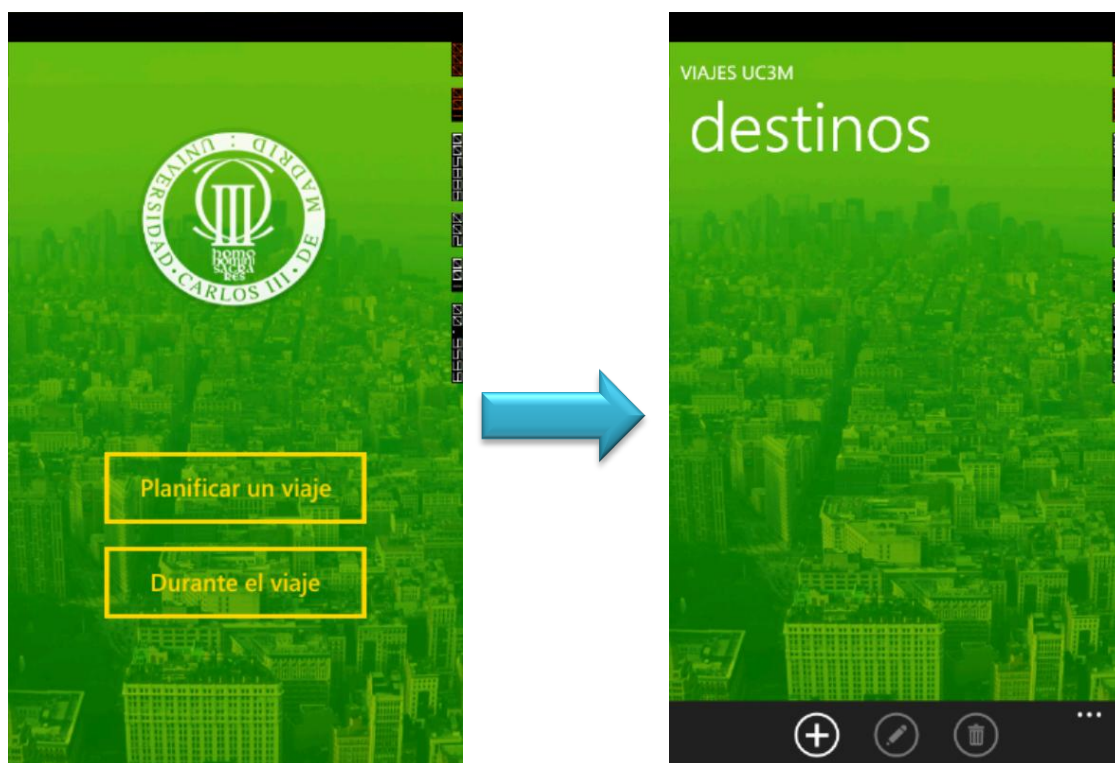 UNIVERSIDAD · CARLOS III · DE MADRID :
HOMO
HOMINI
SACRA
RES
Planificar un viaje
Durante el viaje
VIAJES UC3M
destinos